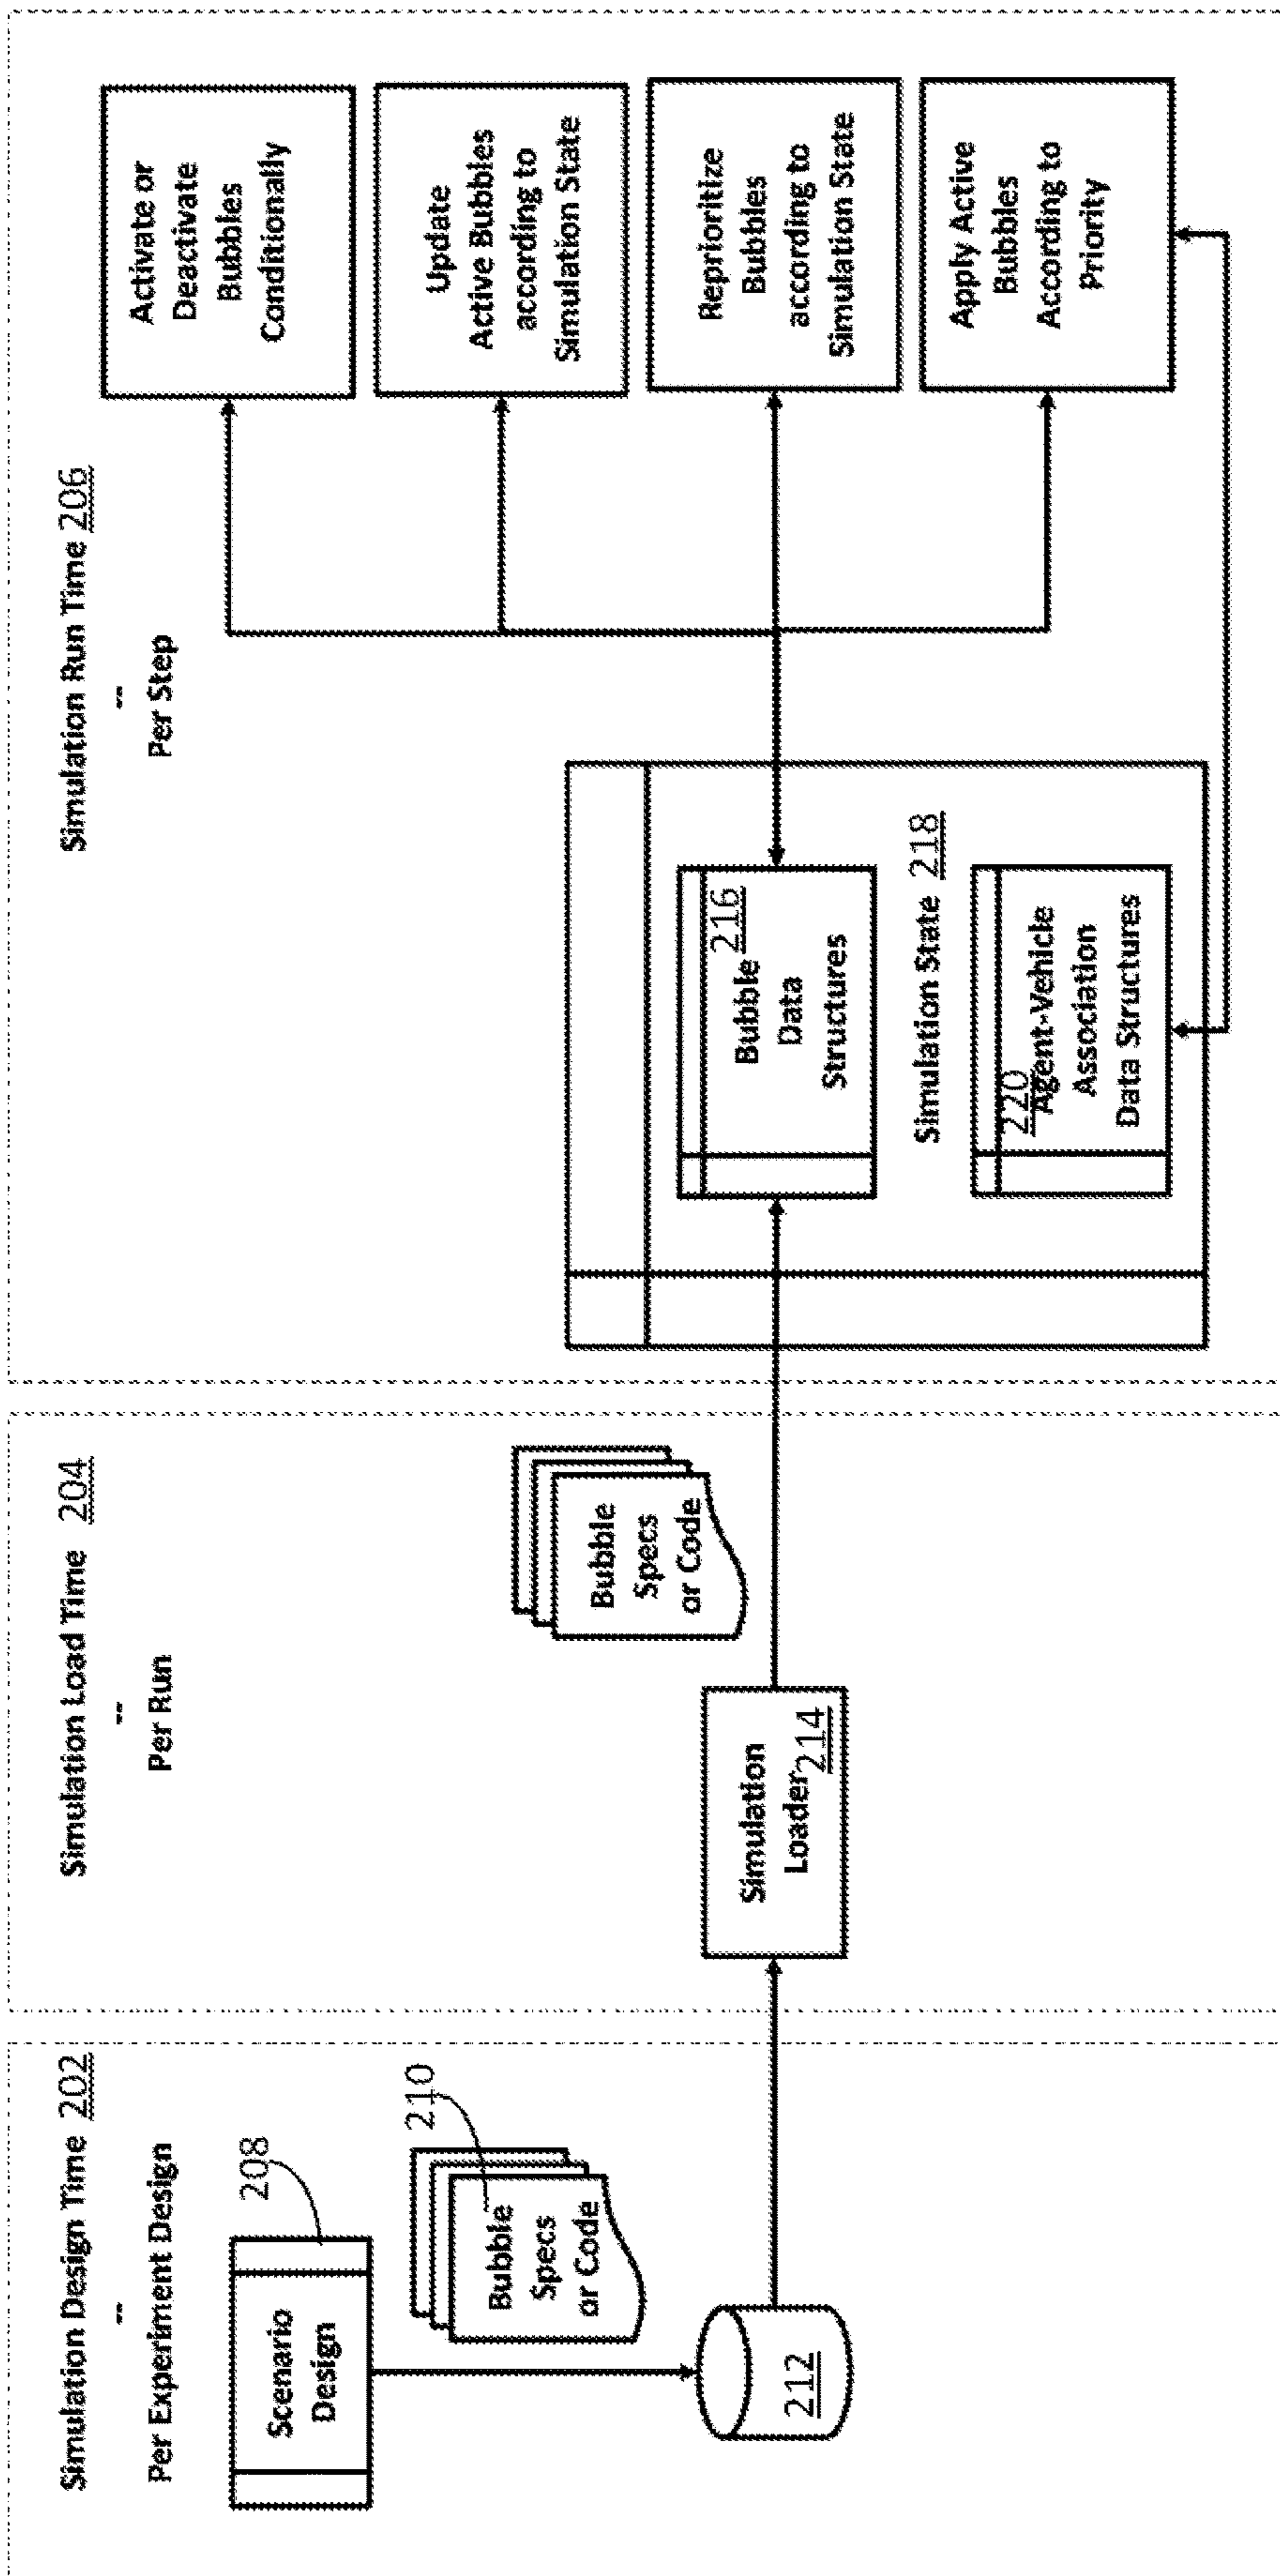 Simulation Design Time 202
--
Per Experiment Design
208
Scenario
Design
210
Bubble
Specs
or Code
212
Simulation Load Time 204
--
Per Run
Bubble
Specs
or Code
Simulation
Loader 214
Simulation Run Time 206
--
Per Step
216
Bubble
Data
Structures
Simulation State 218
220
Agent-Vehicle
Association
Data Structures
Activate or
Deactivate
Bubbles
Conditionally
Update
Active Bubbles
according to
Simulation State
Reprioritize
Bubbles
according to
Simulation State
Apply Active
Bubbles
According to
Priority